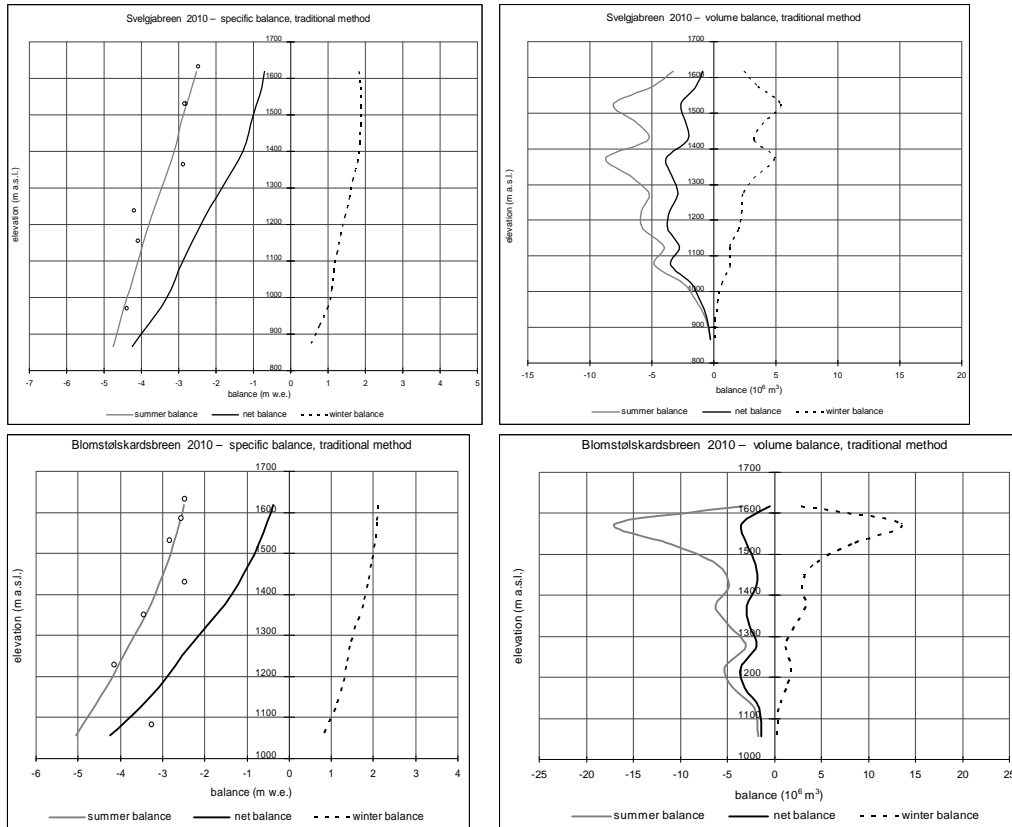 Svelgjabreen 2010 – specific balance, traditional method
1700
1600
1500
1400
1300
1200
1100
1000
900
800
elevation (m a.s.l.)
-7 -6 -5 -4 -3 -2 -1 0 1 2 3 4 5
balance (m w.e.)
summer balance net balance winter balance
Svelgjabreen 2010 – volume balance, traditional method
1700
1600
1500
1400
1300
1200
1100
1000
900
800
elevation (m a.s.l.)
-15 -10 -5 0 5 10 15 20
balance (10⁶ m³)
summer balance net balance winter balance
Blomstølskardsbreen 2010 – specific balance, traditional method
1700
1600
1500
1400
1300
1200
1100
1000
elevation (m a.s.l.)
-6 -5 -4 -3 -2 -1 0 1 2 3 4
balance (m w.e.)
summer balance net balance winter balance
Blomstølskardsbreen 2010 – volume balance, traditional method
1700
1600
1500
1400
1300
1200
1100
1000
elevation (m a.s.l.)
-25 -20 -15 -10 -5 0 5 10 15 20 25
balance (10⁶ m³)
summer balance net balance winter balance